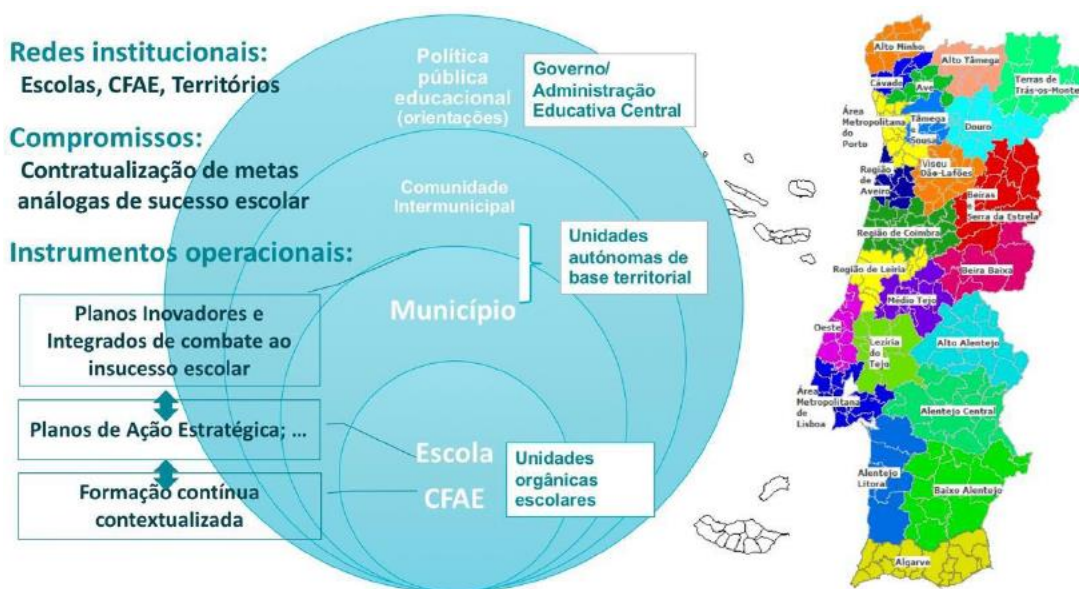 Redes institucionais:
Escolas, CFAE, Territórios
Compromissos:
Contratualização de metas
análogas de sucesso escolar
Instrumentos operacionais:
Planos Inovadores e
Integrados de combate ao
insucesso escolar
Planos de Ação Estratégica; ...
Formação contínua
contextualizada
Política
pública
educacional
(orientações)
Governo/
Administração
Educativa Central
Comunidade
Intermunicipal
Unidades
autónomas de
base territorial
Município
Escola
CFAE
Unidades
orgânicas
escolares
Alto Minho
Alto Tâmega
Terras de
Trás-os-Monte
Cávado
Ave
Área
Metropolitana
do
Porto
Tâmega
e
Sousa
Douro
Região
de
Aveiro
Viseu
Dão-Lafões
Beiras
e
Serra da Estrela
Região de Coimbra
Região de Leiria
Beira Baixa
Médio Tejo
Oeste
Lezíria
do
Tejo
Alto Alentejo
Área
Metropolitana
de
Lisboa
Alentejo Central
Alentejo
Litoral
Baixo Alentejo
Algarve